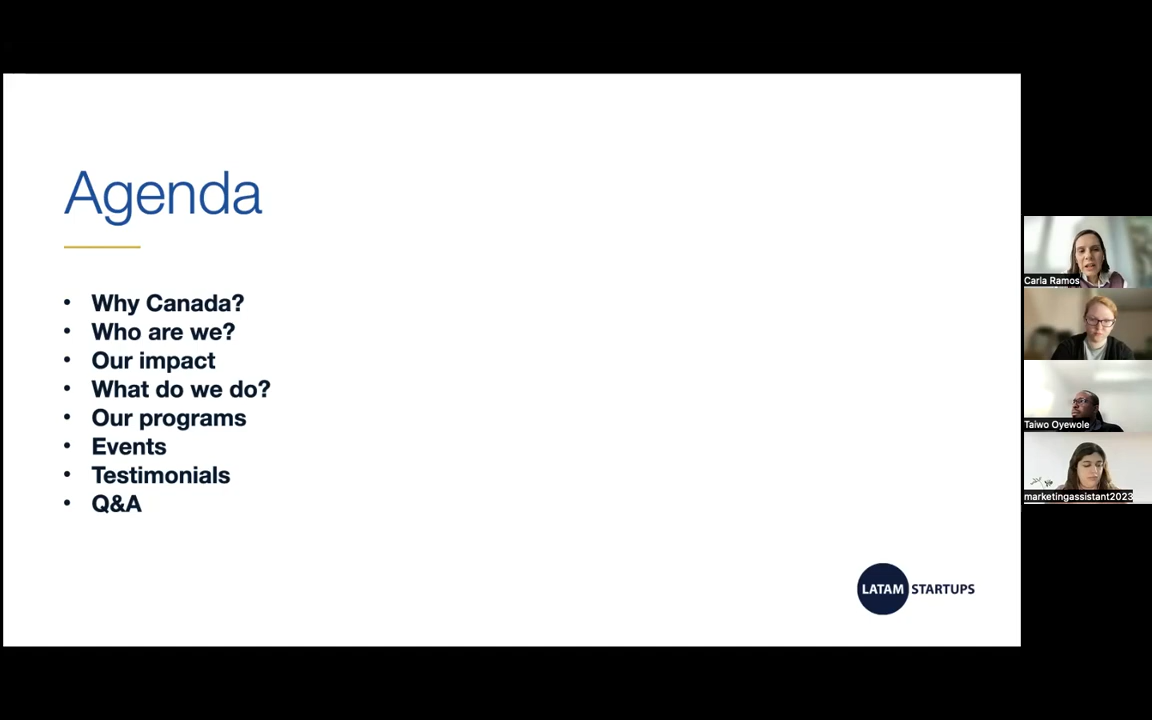 Agenda
• Why Canada?
• Who are we?
• Our impact
• What do we do?
• Our programs
• Events
• Testimonials
• Q&A
LATAM STARTUPS
Carla Ramos
Taiwo Oyewole
marketingassistant2023